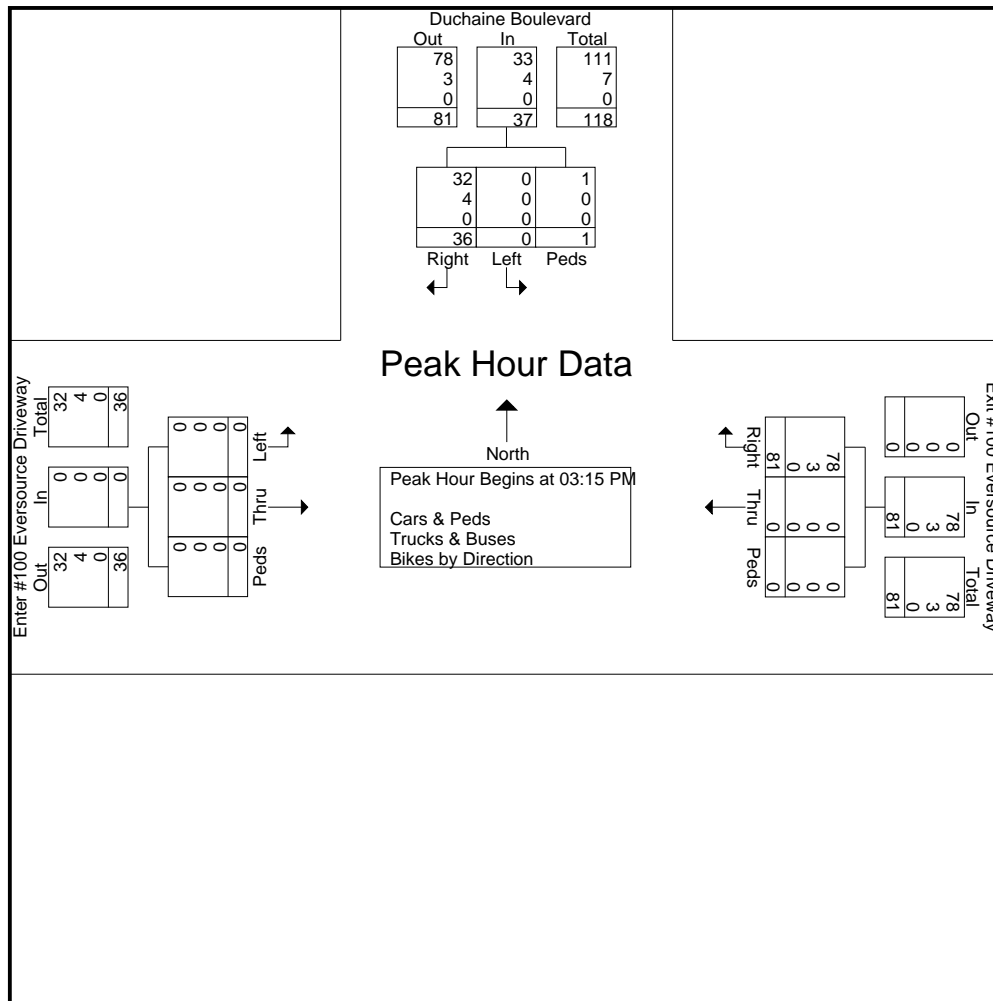 Duchaine Boulevard
Out In Total
78 33 111
3 4 7
0 0 0
81 37 118
32 0 1
4 0 0
0 0 0
36 0 1
Right Left Peds
Peak Hour Data
North
Peak Hour Begins at 03:15 PM
Cars & Peds
Trucks & Buses
Bikes by Direction
Enter #100 Eversource Driveway
Out In Total
32 0 32
4 0 4
0 0 0
36 0 36
0 0 0
0 0 0
0 0 0
0 0 0
Left Thru Peds
Exit #100 Eversource Driveway
Out In Total
0 78 78
0 3 3
0 0 0
0 81 81
78 0 0
3 0 0
0 0 0
81 0 0
Right Thru Peds